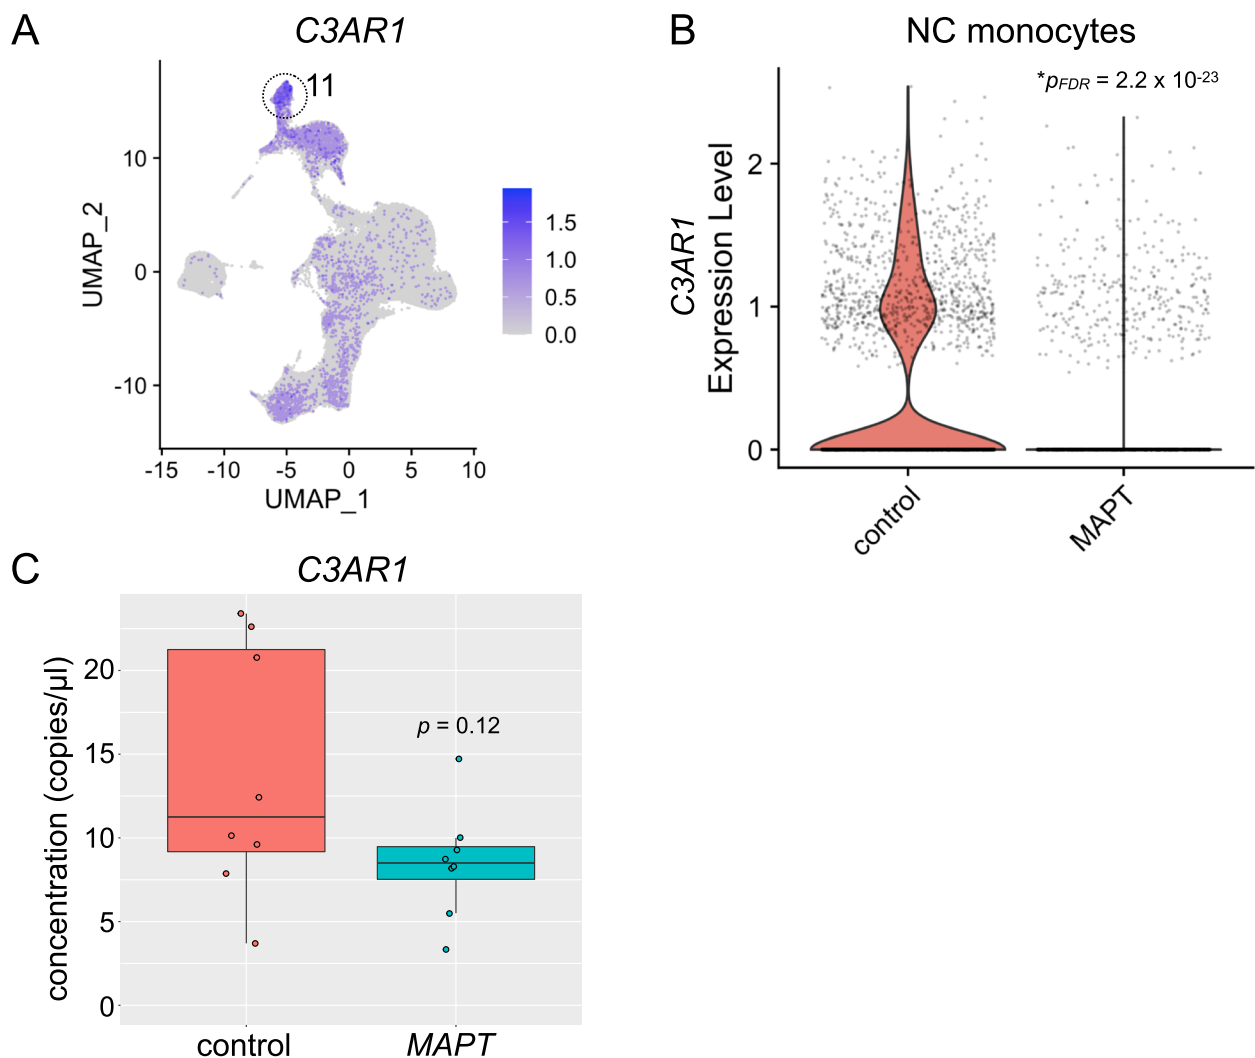 A
C3AR1
11
10
0
-10
UMAP_2
-15 -10 -5 0 5 10
UMAP_1
1.5
1.0
0.5
0.0
B
NC monocytes
*pFDR = 2.2 x 10-23
C3AR1
Expression Level
2
1
0
control
MAPT
C
C3AR1
concentration (copies/µl)
20
15
10
5
0
p = 0.12
control
MAPT